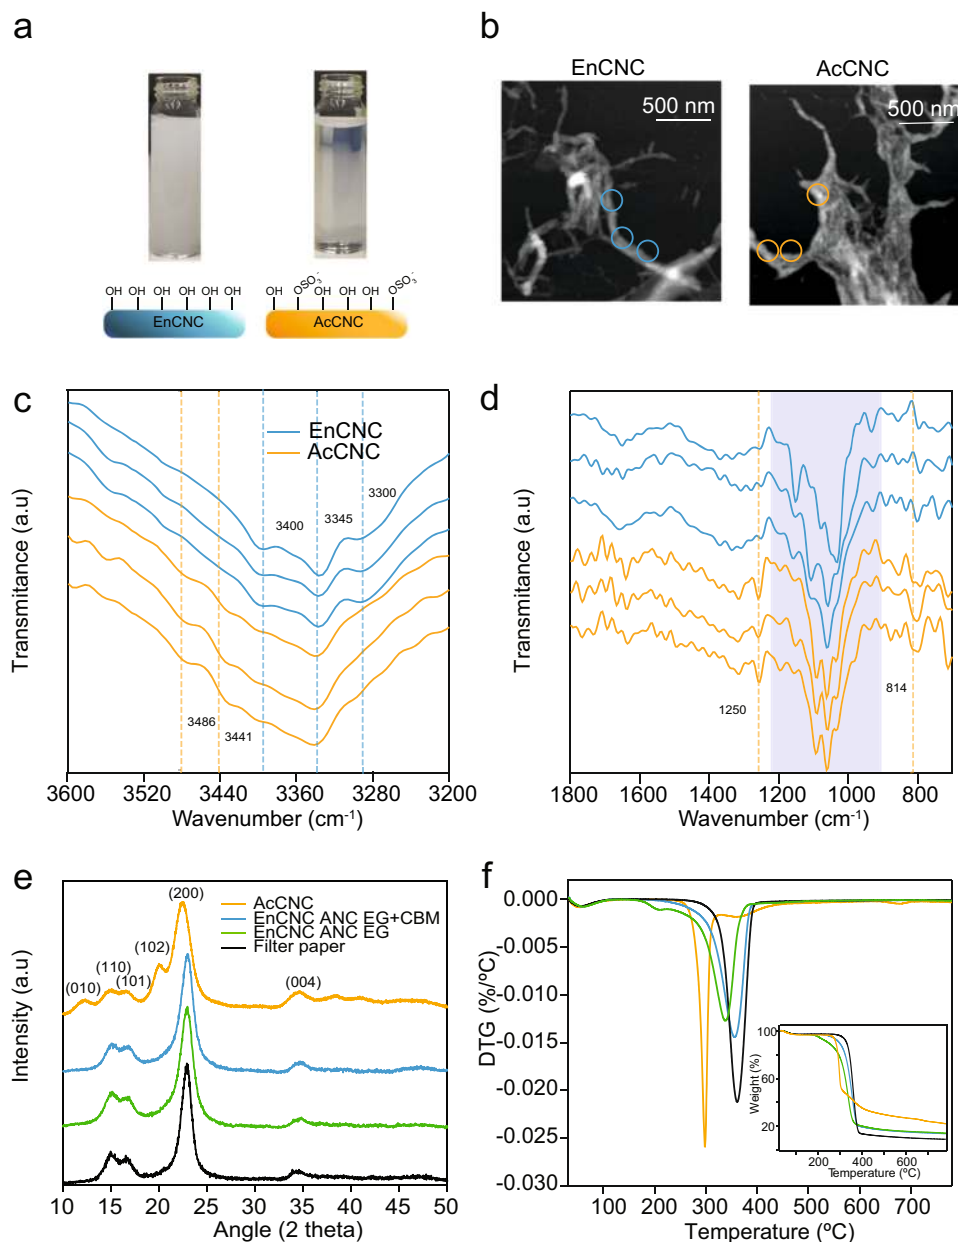 a
OH OSO₃⁻ OH OH OH OSO₃⁻
OH OH OH OH OH OH
EnCNC
AcCNC
b
EnCNC
AcCNC
500 nm
500 nm
c
EnCNC
AcCNC
3400
3345
3300
3486
3441
Transmitance (a.u)
3600 3520 3440 3360 3280 3200
Wavenumber (cm⁻¹)
d
1250
814
Transmitance (a.u)
1800 1600 1400 1200 1000 800
Wavenumber (cm⁻¹)
e
(200)
AcCNC
EnCNC ANC EG+CBM
EnCNC ANC EG
Filter paper
(102)
(110)
(101)
(010)
(004)
Intensity (a.u)
10 15 20 25 30 35 40 45 50
Angle (2 theta)
f
0.000
-0.005
-0.010
-0.015
-0.020
-0.025
-0.030
DTG (%/ºC)
100
60
20
Weight (%)
200 400 600
Temperature (ºC)
100 200 300 400 500 600 700
Temperature (ºC)